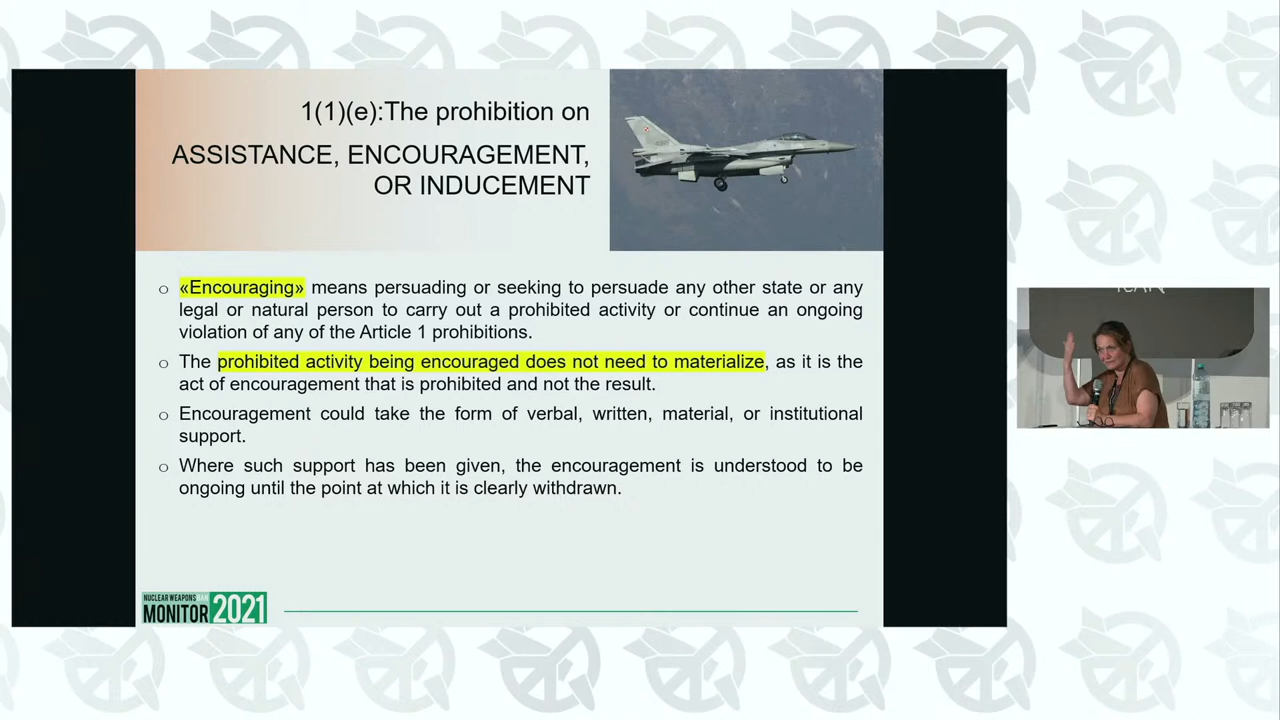 1(1)(e):The prohibition on
ASSISTANCE, ENCOURAGEMENT,
OR INDUCEMENT
o «Encouraging» means persuading or seeking to persuade any other state or any
legal or natural person to carry out a prohibited activity or continue an ongoing
violation of any of the Article 1 prohibitions.
o The prohibited activity being encouraged does not need to materialize, as it is the
act of encouragement that is prohibited and not the result.
o Encouragement could take the form of verbal, written, material, or institutional
support.
o Where such support has been given, the encouragement is understood to be
ongoing until the point at which it is clearly withdrawn.
NUCLEAR WEAPONS BAN
MONITOR 2021